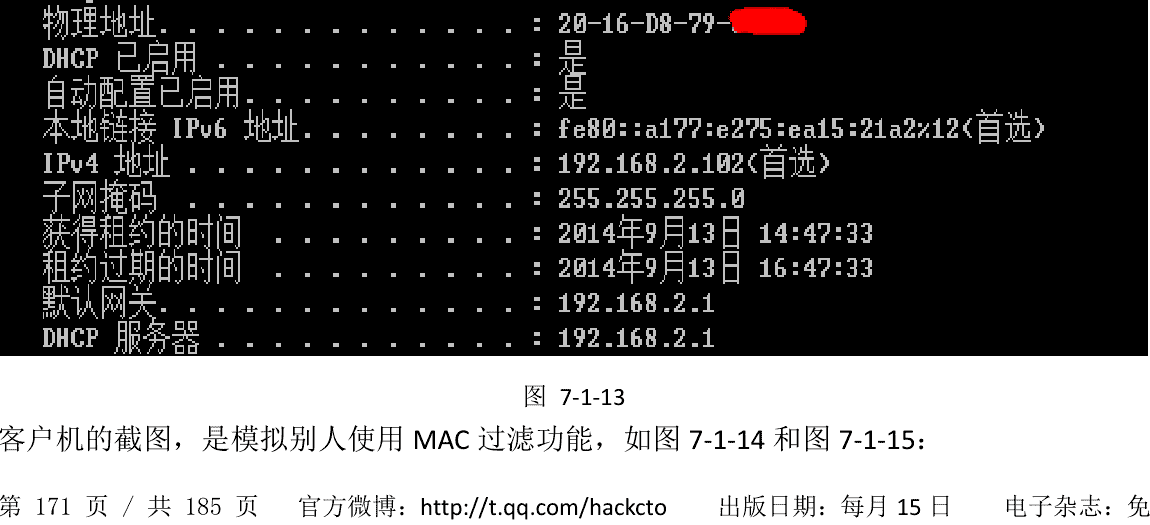 物理地址. . . . . . . . . . . . . : 20-16-D8-79-
DHCP 已启用 . . . . . . . . . . . : 是
自动配置已启用. . . . . . . . . . : 是
本地链接 IPv6 地址. . . . . . . . : fe80::a177:e275:ea15:21a2%12(首选)
IPv4 地址 . . . . . . . . . . . . : 192.168.2.102(首选)
子网掩码 . . . . . . . . . . . . : 255.255.255.0
获得租约的时间 . . . . . . . . . : 2014年9月13日 14:47:33
租约过期的时间 . . . . . . . . . : 2014年9月13日 16:47:33
默认网关. . . . . . . . . . . . . : 192.168.2.1
DHCP 服务器 . . . . . . . . . . . : 192.168.2.1
图 7-1-13
客户机的截图，是模拟别人使用 MAC 过滤功能，如图 7-1-14 和图 7-1-15：
第 171 页 / 共 185 页 官方微博：http://t.qq.com/hackcto 出版日期：每月 15 日 电子杂志：免